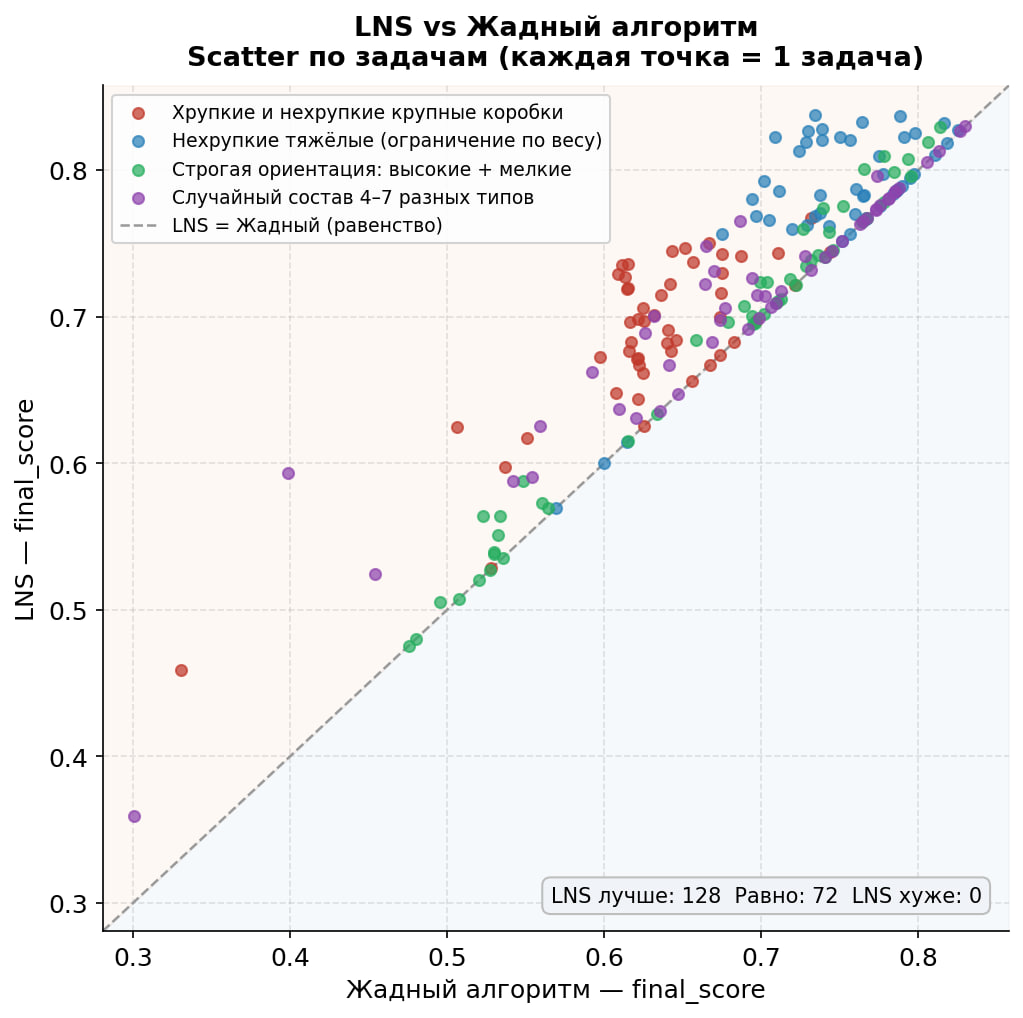 LNS vs Жадный алгоритм
Scatter по задачам (каждая точка = 1 задача)
Хрупкие и нехрупкие крупные коробки
Нехрупкие тяжёлые (ограничение по весу)
Строгая ориентация: высокие + мелкие
Случайный состав 4–7 разных типов
LNS = Жадный (равенство)
LNS — final_score
0.8
0.7
0.6
0.5
0.4
0.3
LNS лучше: 128 Равно: 72 LNS хуже: 0
0.3 0.4 0.5 0.6 0.7 0.8
Жадный алгоритм — final_score